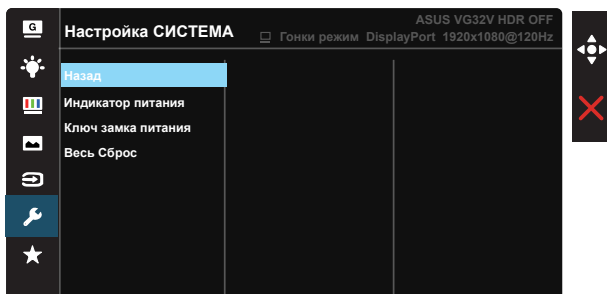 G
Настройка СИСТЕМА
ASUS VG32V HDR OFF
Гонки режим DisplayPort 1920x1080@120Hz
Назад
Индикатор питания
Ключ замка питания
Весь Сброс